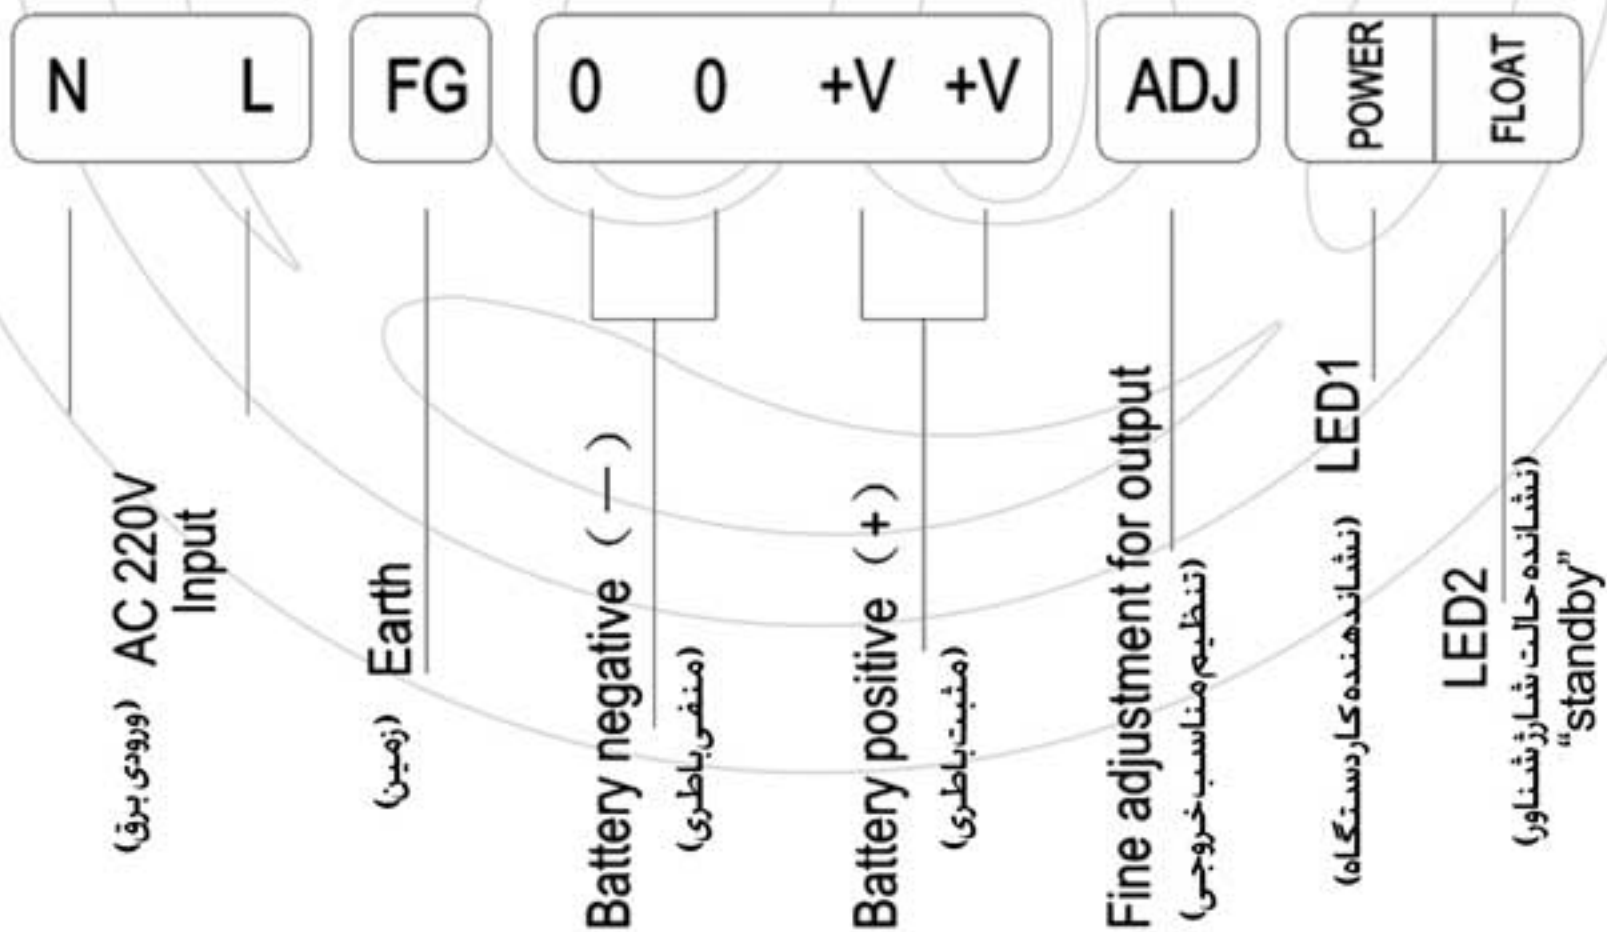 N L
FG
0 0 +V +V
ADJ
POWER
FLOAT
AC 220V
Input
(ورودی برق)
Earth
(زمین)
Battery negative (—)
(منفی باطری)
Battery positive (+)
(مثبت باطری)
Fine adjustment for output
(تنظیم مناسب خروجی)
LED1
(نشاندهنده کار دستگاه)
LED2
(نشانده حالت شارژ شناور)
“standby”